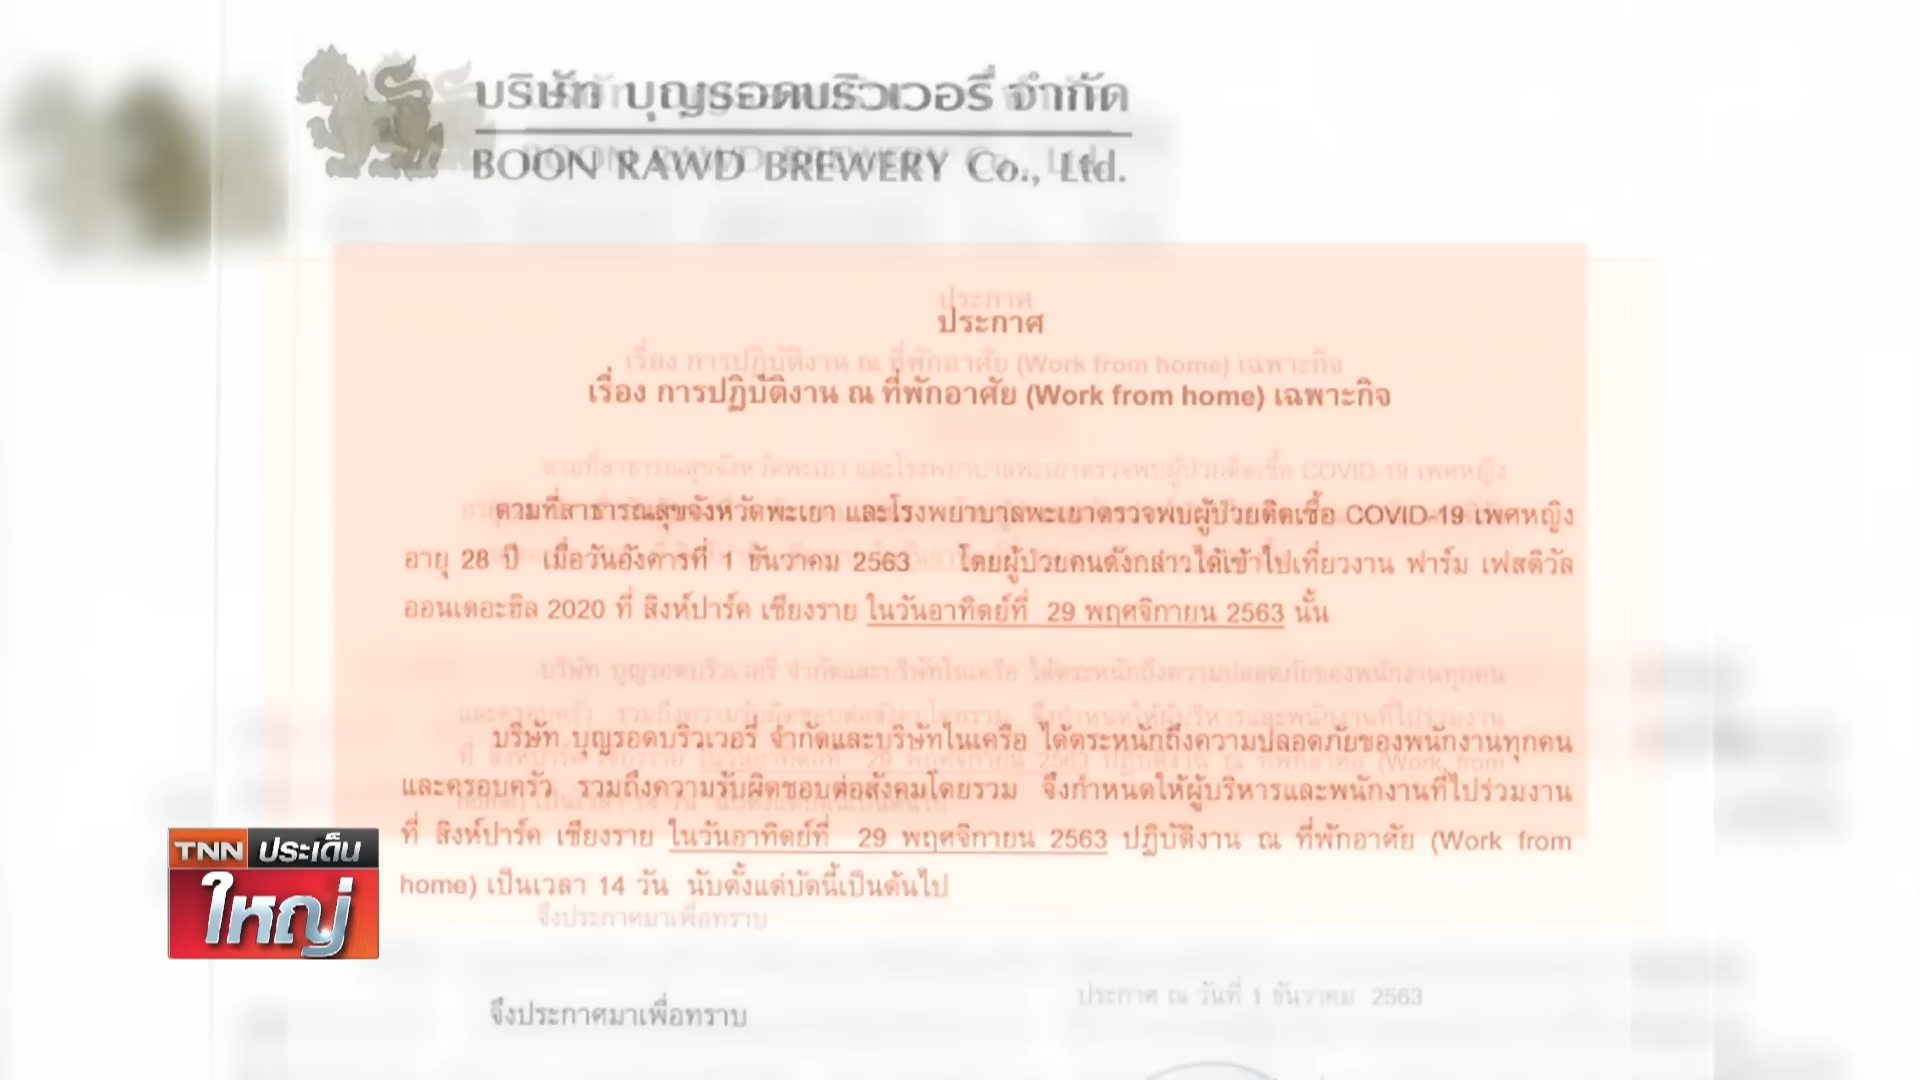 บริษัท บุญรอดบริวเวอรี่ จำกัด
BOON RAWD BREWERY Co., Ltd.
ประกาศ
เรื่อง การปฏิบัติงาน ณ ที่พักอาศัย (Work from home) เฉพาะกิจ
ตามที่สาธารณสุขจังหวัดพะเยา และโรงพยาบาลพะเยาตรวจพบผู้ป่วยติดเชื้อ COVID-19 เพศหญิง
อายุ 28 ปี เมื่อวันอังคารที่ 1 ธันวาคม 2563 โดยผู้ป่วยคนดังกล่าวได้เข้าไปเที่ยวงาน ฟาร์ม เฟสติวัล
ออนเดอะฮิล 2020 ที่ สิงห์ปาร์ค เชียงราย ในวันอาทิตย์ที่ 29 พฤศจิกายน 2563 นั้น
บริษัท บุญรอดบริวเวอรี่ จำกัดและบริษัทในเครือ ได้ตระหนักถึงความปลอดภัยของพนักงานทุกคน
และครอบครัว รวมถึงความรับผิดชอบต่อสังคมโดยรวม จึงกำหนดให้ผู้บริหารและพนักงานที่ไปร่วมงาน
ที่ สิงห์ปาร์ค เชียงราย ในวันอาทิตย์ที่ 29 พฤศจิกายน 2563 ปฏิบัติงาน ณ ที่พักอาศัย (Work from
home) เป็นเวลา 14 วัน นับตั้งแต่บัดนี้เป็นต้นไป
จึงประกาศมาเพื่อทราบ
ประกาศ ณ วันที่ 1 ธันวาคม 2563
TNN ประเด็น
ใหญ่